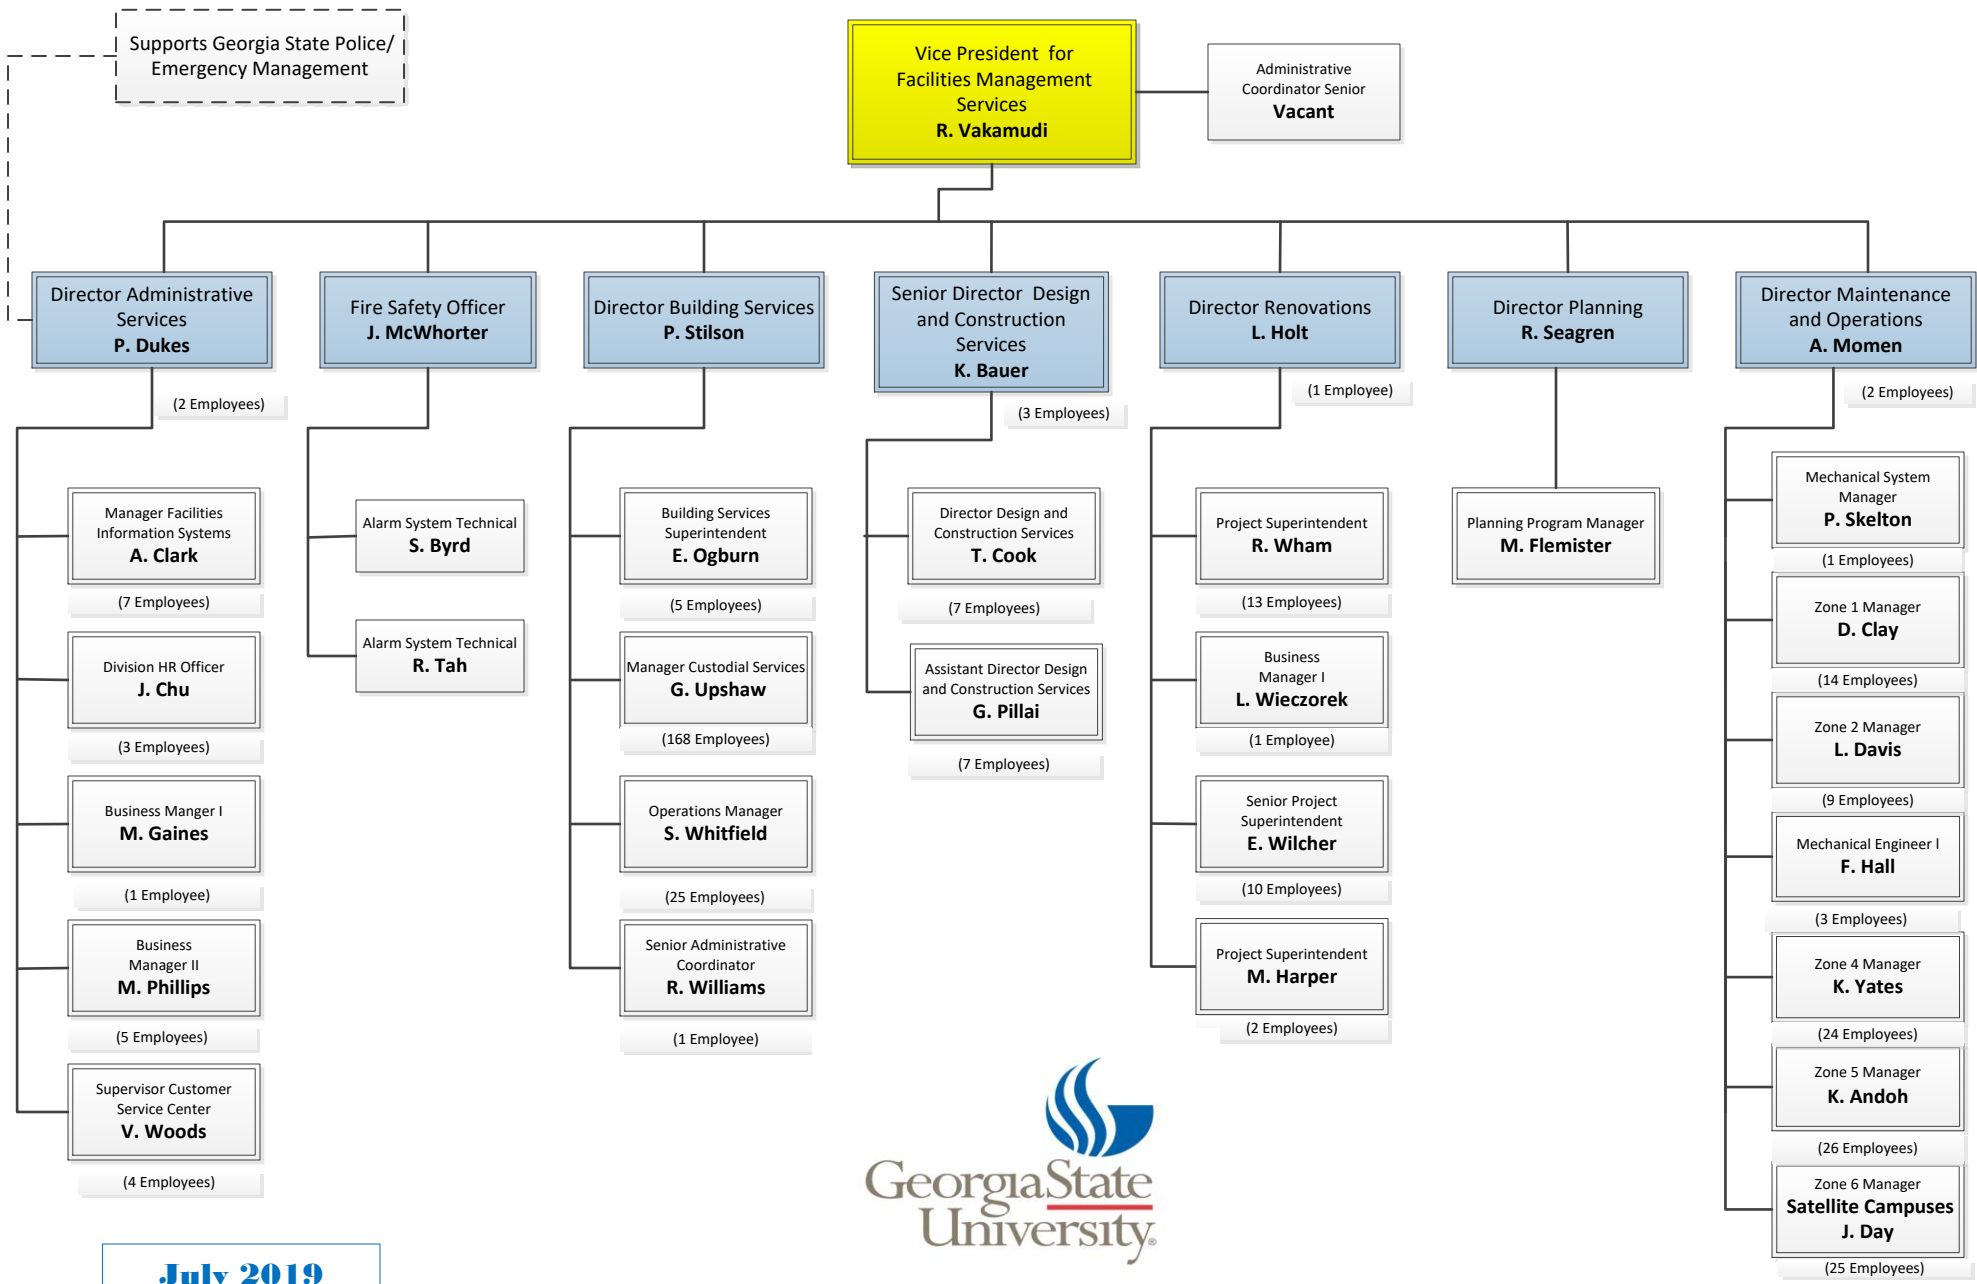 Supports Georgia State Police/
Emergency Management
Vice President for
Facilities Management
Services
R. Vakamudi
Administrative
Coordinator Senior
Vacant
Director Administrative
Services
P. Dukes
(2 Employees)
Fire Safety Officer
J. McWhorter
Director Building Services
P. Stilson
Senior Director Design
and Construction
Services
K. Bauer
(3 Employees)
Director Renovations
L. Holt
(1 Employee)
Director Planning
R. Seagren
Director Maintenance
and Operations
A. Momen
(2 Employees)
Manager Facilities
Information Systems
A. Clark
(7 Employees)
Division HR Officer
J. Chu
(3 Employees)
Business Manger I
M. Gaines
(1 Employee)
Business
Manager II
M. Phillips
(5 Employees)
Supervisor Customer
Service Center
V. Woods
(4 Employees)
Alarm System Technical
S. Byrd
Alarm System Technical
R. Tah
Building Services
Superintendent
E. Ogburn
(5 Employees)
Manager Custodial Services
G. Upshaw
(168 Employees)
Operations Manager
S. Whitfield
(25 Employees)
Senior Administrative
Coordinator
R. Williams
(1 Employee)
Director Design and
Construction Services
T. Cook
(7 Employees)
Assistant Director Design
and Construction Services
G. Pillai
(7 Employees)
Project Superintendent
R. Wham
(13 Employees)
Business
Manager I
L. Wieczorek
(1 Employee)
Senior Project
Superintendent
E. Wilcher
(10 Employees)
Project Superintendent
M. Harper
(2 Employees)
Planning Program Manager
M. Flemister
Mechanical System
Manager
P. Skelton
(1 Employees)
Zone 1 Manager
D. Clay
(14 Employees)
Zone 2 Manager
L. Davis
(9 Employees)
Mechanical Engineer l
F. Hall
(3 Employees)
Zone 4 Manager
K. Yates
(24 Employees)
Zone 5 Manager
K. Andoh
(26 Employees)
Zone 6 Manager
Satellite Campuses
J. Day
(25 Employees)
GeorgiaState
University®
July 2019